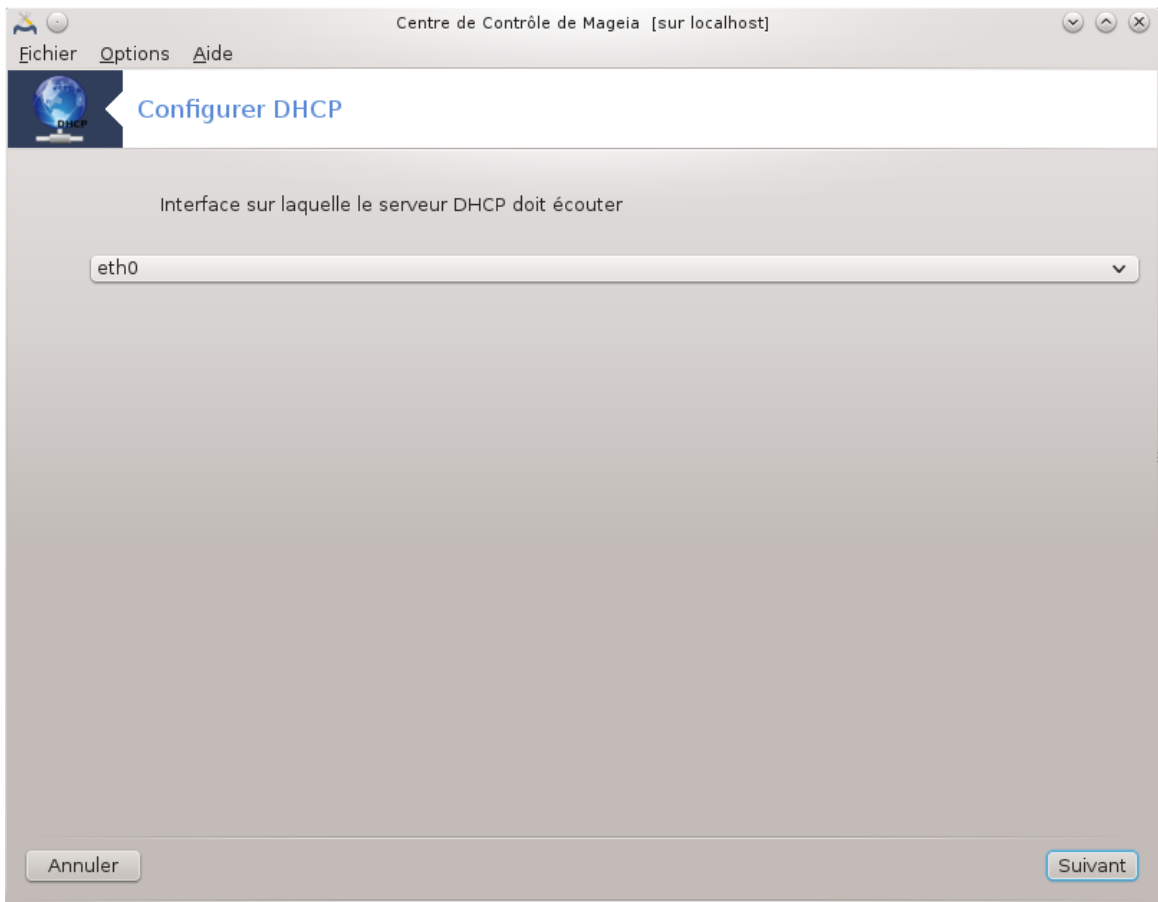 Centre de Contrôle de Mageia [sur localhost]
Fichier Options Aide
DHCP
Configurer DHCP
Interface sur laquelle le serveur DHCP doit écouter
eth0
Annuler Suivant